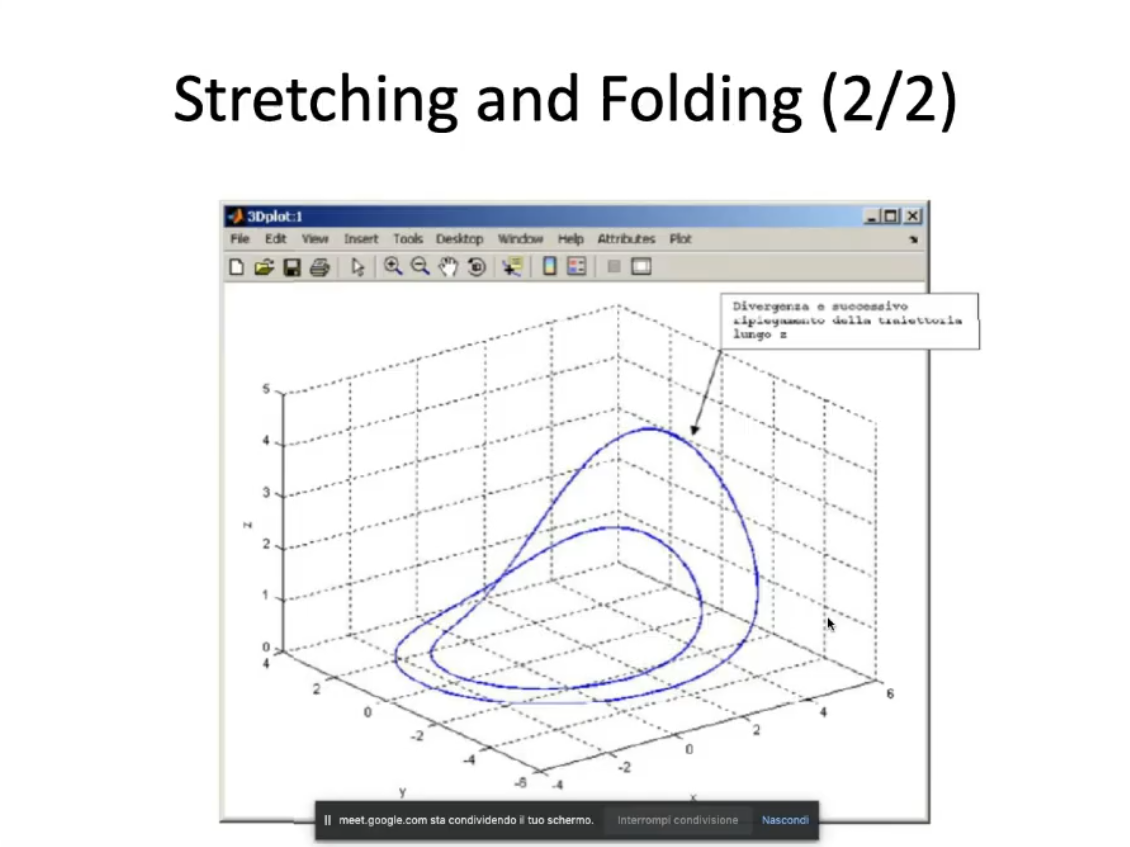 Stretching and Folding (2/2)
3Dplot:1
File Edit View Insert Tools Desktop Window Help Attributes Plot
Divergenza e successivo
ripiegamento della traiettoria
lungo z
5
4
3
2
1
0
z
4
2
0
-2
-4
-6
y
-4
-2
0
2
4
6
x
meet.google.com sta condividendo il tuo schermo. Interrompi condivisione Nascondi